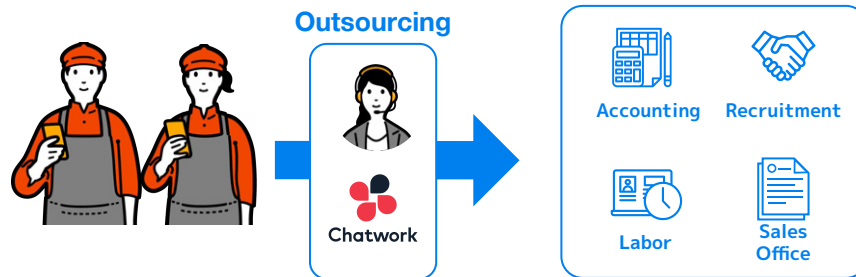 Outsourcing
Chatwork
Accounting
Recruitment
Labor
Sales
Office